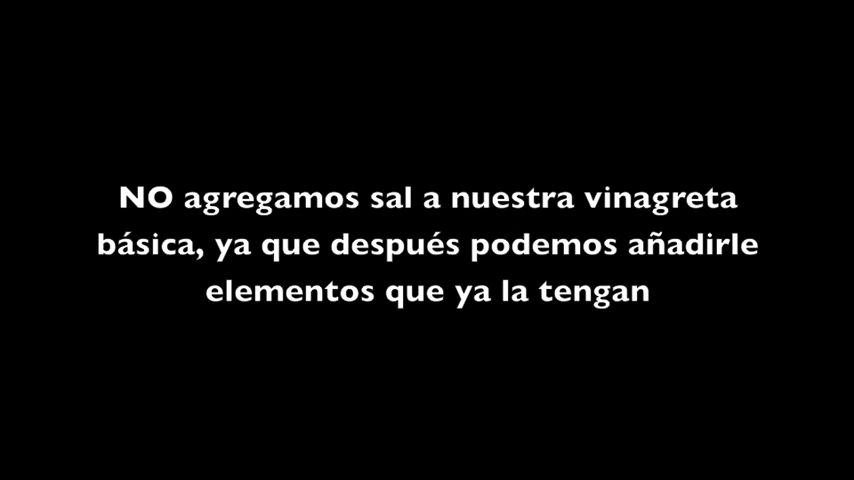 NO agregamos sal a nuestra vinagreta
básica, ya que después podemos añadirle
elementos que ya la tengan